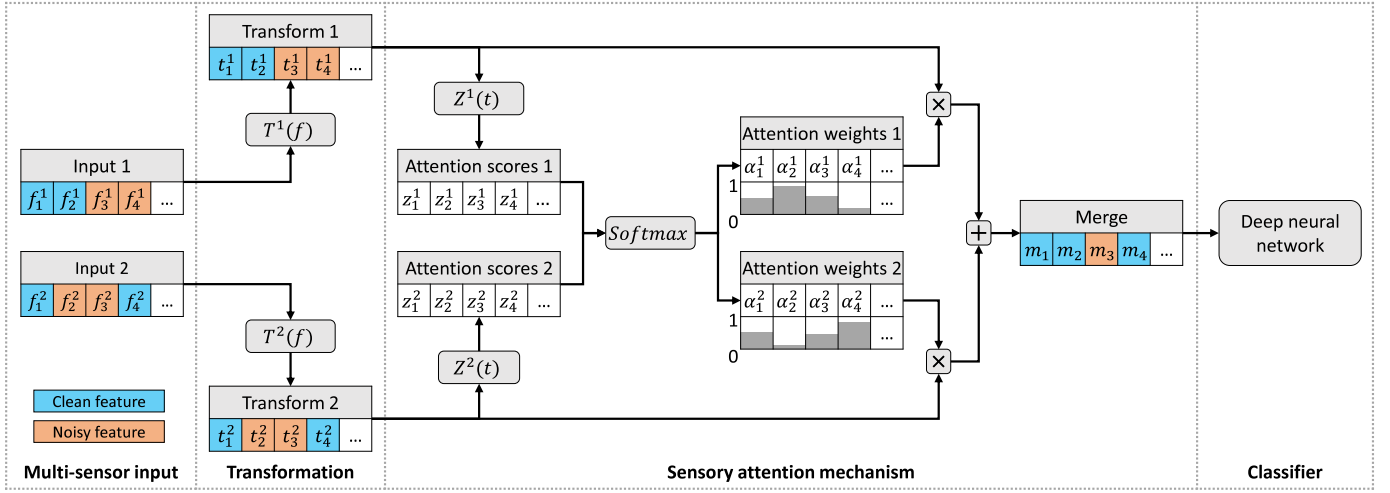 Transform 1
t₁¹ t₂¹ t₃¹ t₄¹ ...
T¹(f)
Input 1
f₁¹ f₂¹ f₃¹ f₄¹ ...
Input 2
f₁² f₂² f₃² f₄² ...
T²(f)
Transform 2
t₁² t₂² t₃² t₄² ...
Clean feature
Noisy feature
Multi-sensor input
Transformation
Z¹(t)
Attention scores 1
z₁¹ z₂¹ z₃¹ z₄¹ ...
Attention scores 2
z₁² z₂² z₃² z₄² ...
Z²(t)
Softmax
Attention weights 1
α₁¹ α₂¹ α₃¹ α₄¹ ...
1
...
0
Attention weights 2
α₁² α₂² α₃² α₄² ...
1
...
0
×
×
+
Merge
m₁ m₂ m₃ m₄ ...
Sensory attention mechanism
Deep neural
network
Classifier